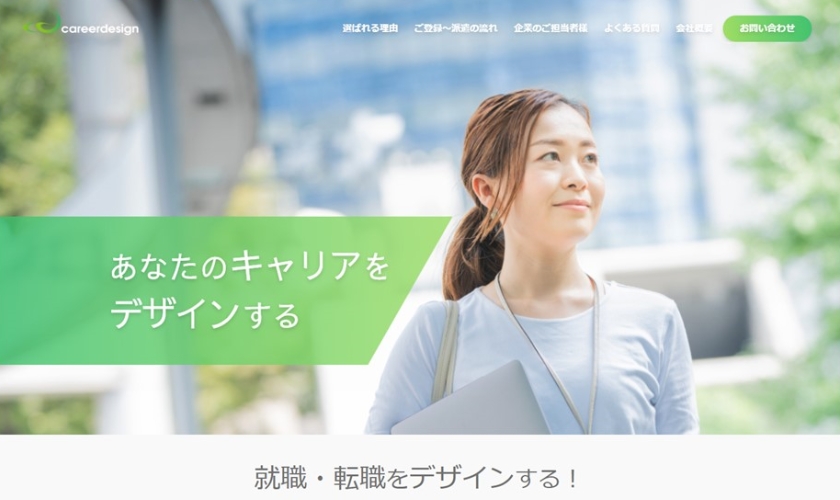 careerdesign
選ばれる理由
ご登録～派遣の流れ
企業のご担当者様
よくある質問
会社概要
お問い合わせ
あなたのキャリアを
デザインする
就職・転職をデザインする！